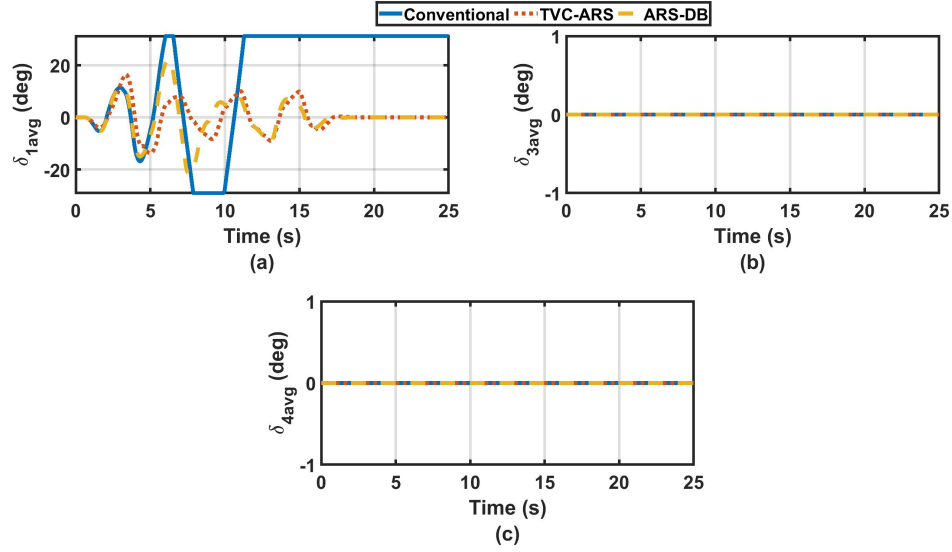 Conventional TVC-ARS ARS-DB
δ1avg (deg)
20
0
-20
0 5 10 15 20 25
Time (s)
(a)
δ3avg (deg)
1
0
-1
0 5 10 15 20 25
Time (s)
(b)
δ4avg (deg)
1
0
-1
0 5 10 15 20 25
Time (s)
(c)